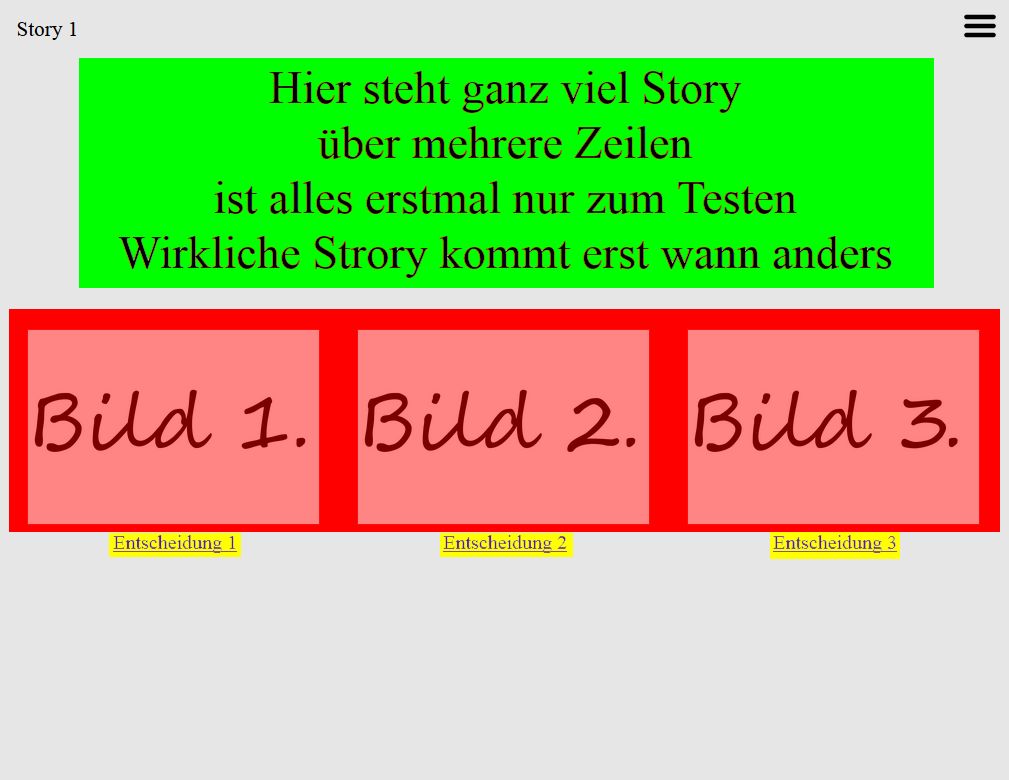 Story 1
Hier steht ganz viel Story
über mehrere Zeilen
ist alles erstmal nur zum Testen
Wirkliche Strory kommt erst wann anders
Bild 1.
Bild 2.
Bild 3.
Entscheidung 1
Entscheidung 2
Entscheidung 3